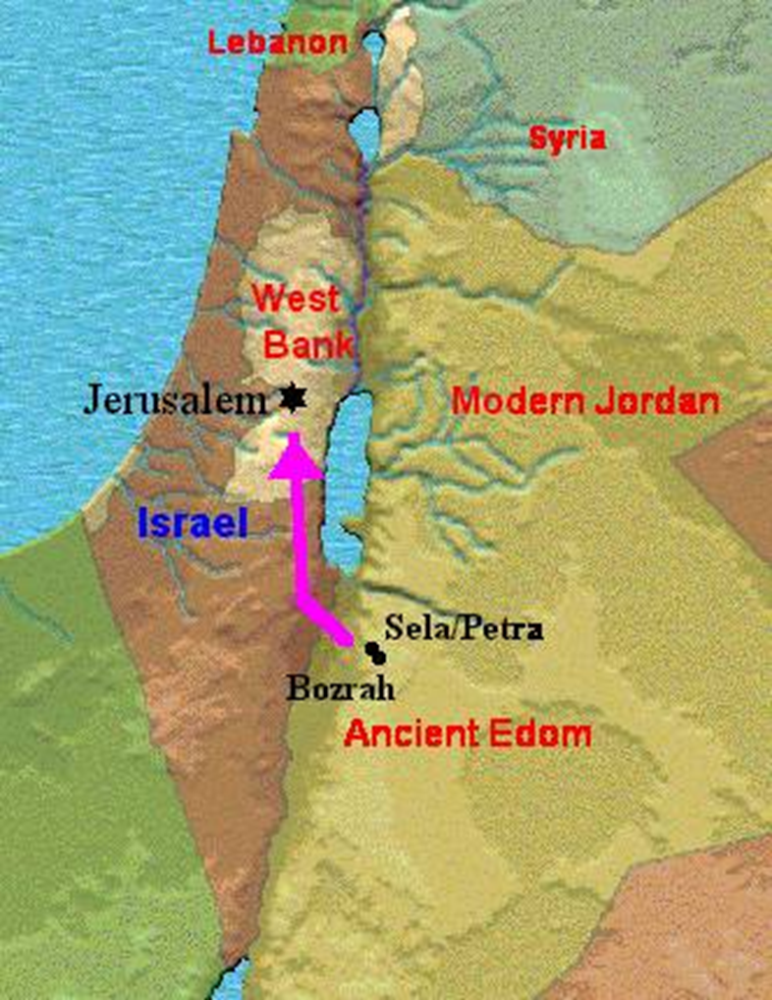 Lebanon
Syria
West
Bank
Jerusalem
Modern Jordan
Israel
Sela/Petra
Bozrah
Ancient Edom